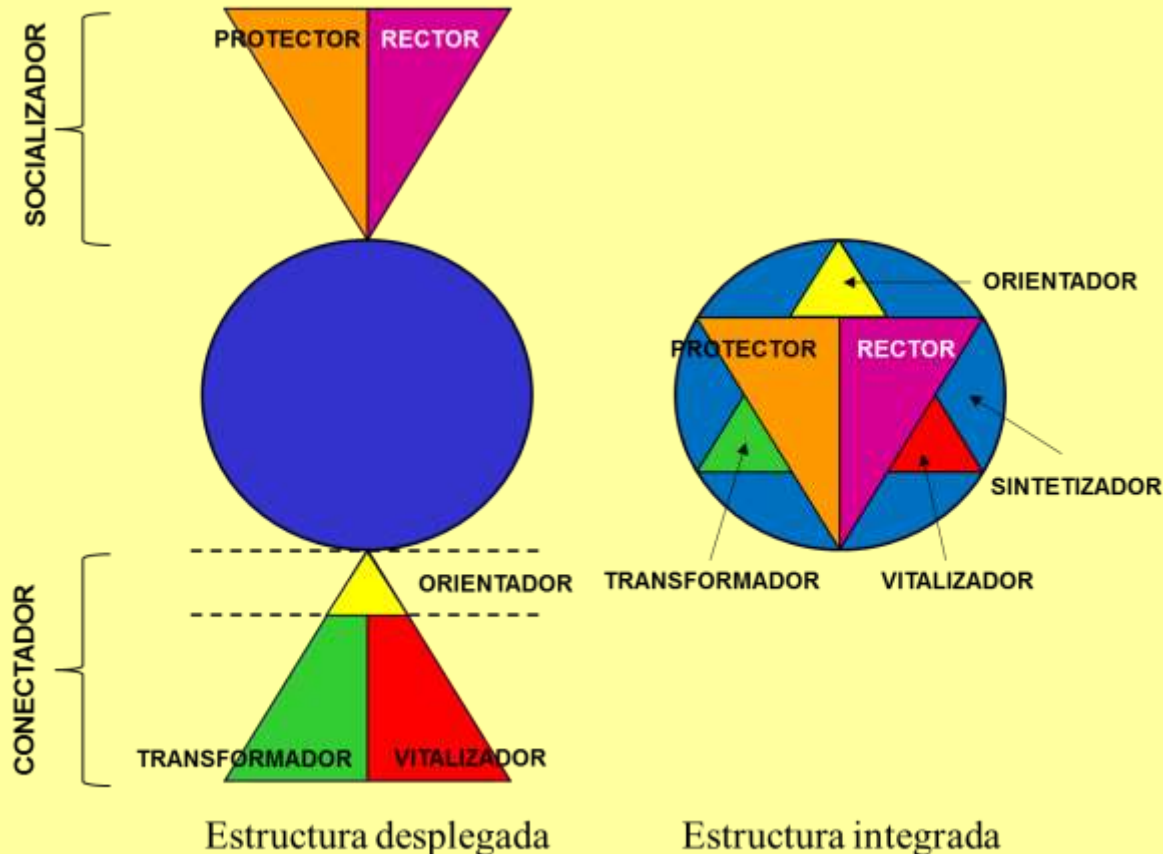 SOCIALIZADOR
PROTECTOR RECTOR
ORIENTADOR
PROTECTOR RECTOR
SINTETIZADOR
TRANSFORMADOR VITALIZADOR
CONECTADOR
ORIENTADOR
TRANSFORMADOR VITALIZADOR
Estructura desplegada
Estructura integrada